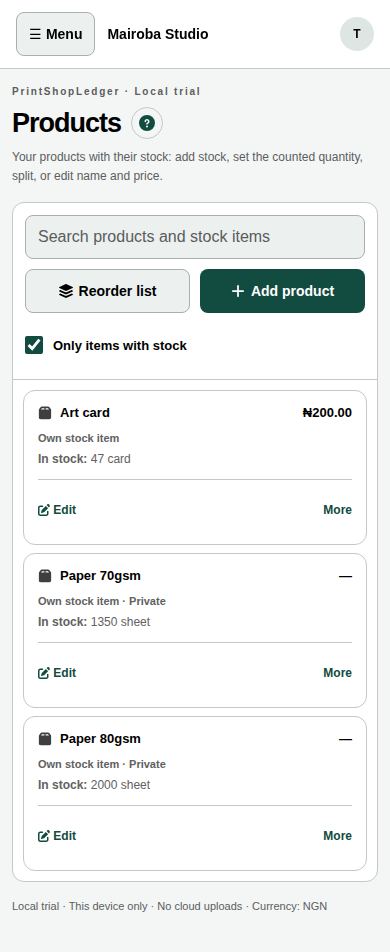 ☰ Menu Mairoba Studio T
PrintShopLedger · Local trial
Products ?
Your products with their stock: add stock, set the counted quantity,
split, or edit name and price.
Search products and stock items
Reorder list + Add product
Only items with stock
Art card ₦200.00
Own stock item
In stock: 47 card
Edit More
Paper 70gsm —
Own stock item · Private
In stock: 1350 sheet
Edit More
Paper 80gsm —
Own stock item · Private
In stock: 2000 sheet
Edit More
Local trial · This device only · No cloud uploads · Currency: NGN